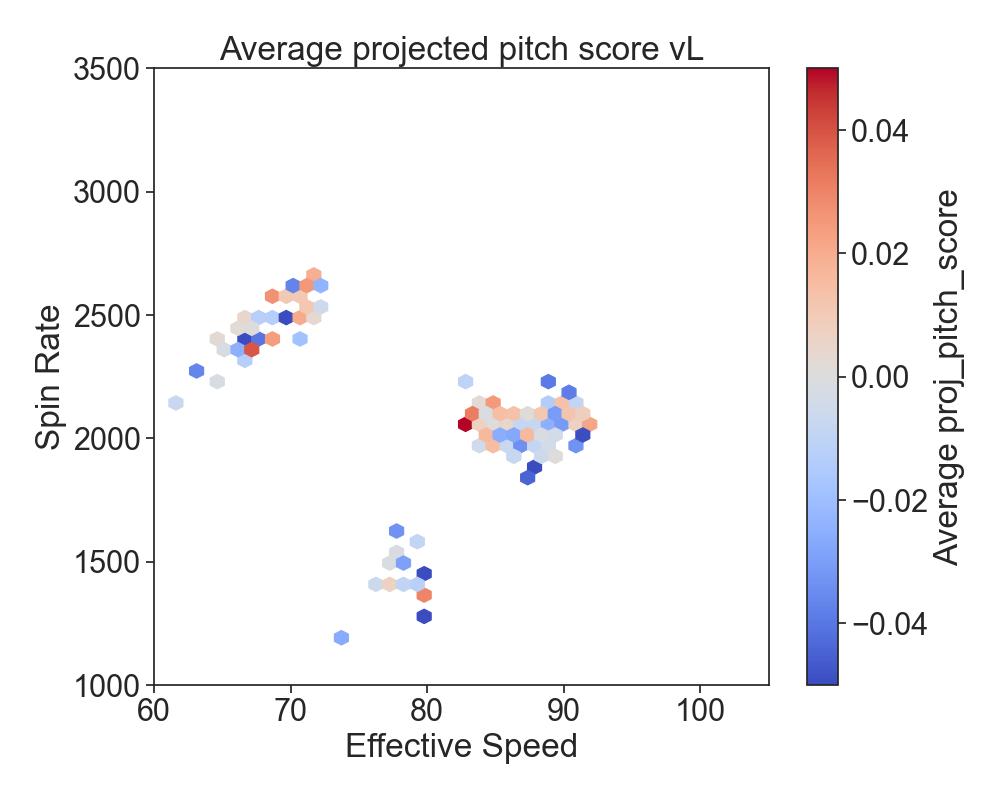 Average projected pitch score vL
3500
3000
2500
2000
1500
1000
Spin Rate
60 70 80 90 100
Effective Speed
0.04
0.02
0.00
−0.02
−0.04
Average proj_pitch_score